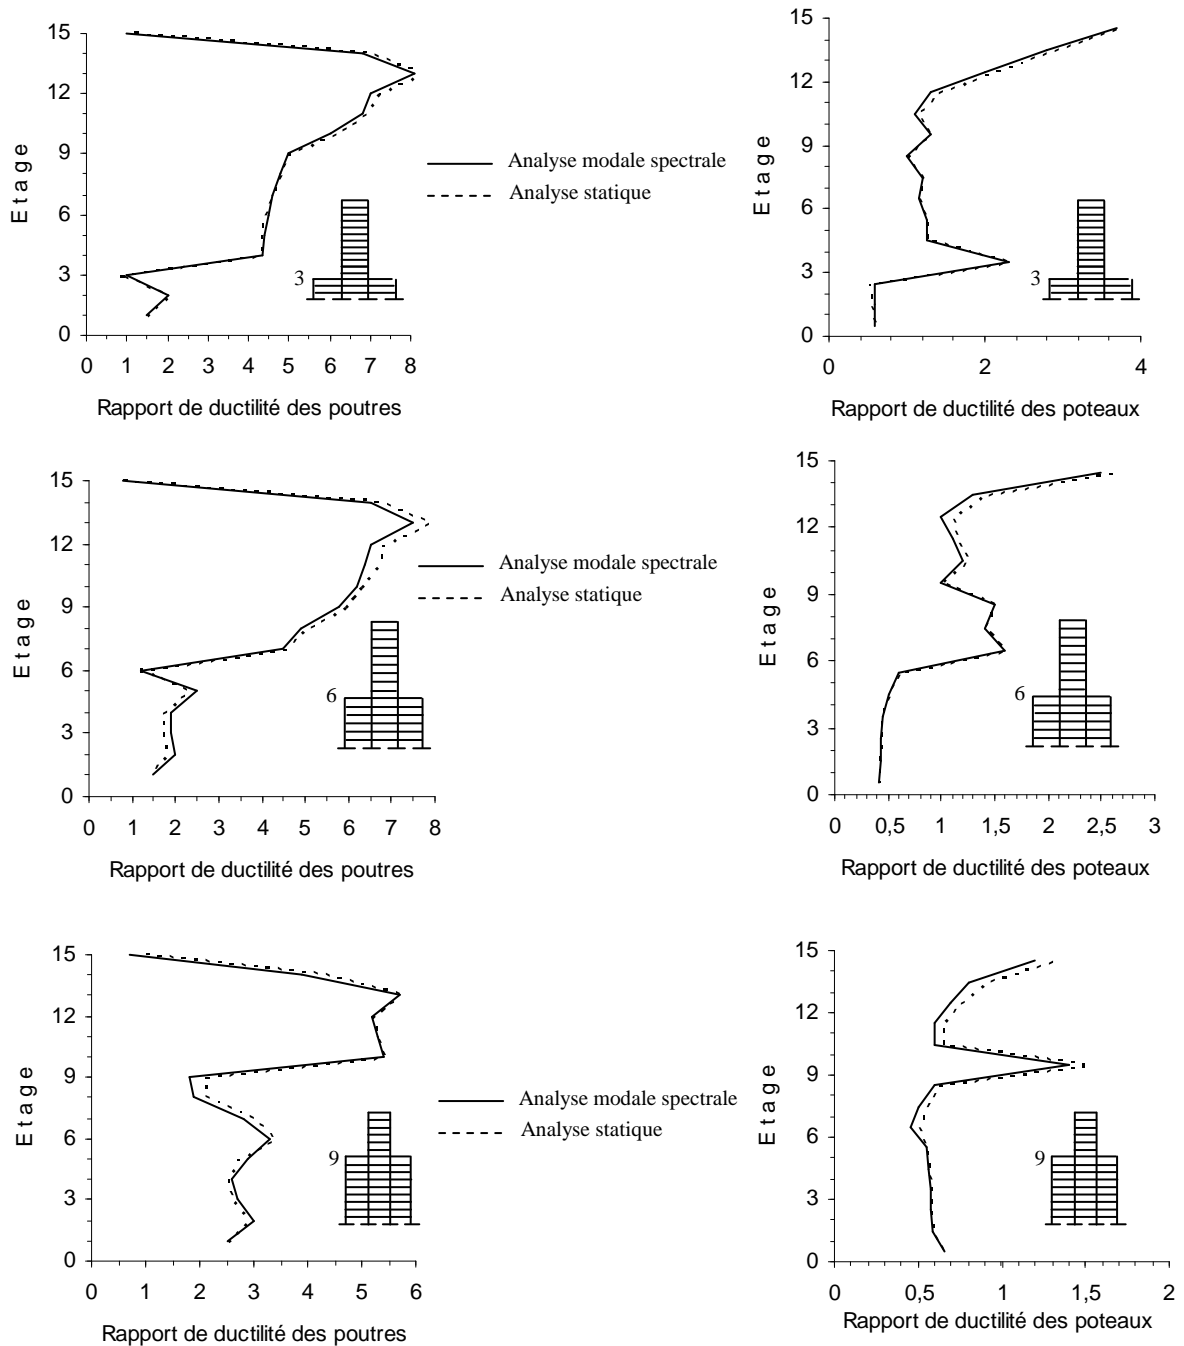 15
12
9
6
3
0
Etage
0 1 2 3 4 5 6 7 8
Rapport de ductilité des poutres
3
Analyse modale spectrale
Analyse statique
15
12
9
6
3
0
Etage
0 2 4
Rapport de ductilité des poteaux
3
15
12
9
6
3
0
Etage
0 1 2 3 4 5 6 7 8
Rapport de ductilité des poutres
6
Analyse modale spectrale
Analyse statique
15
12
9
6
3
0
Etage
0 0,5 1 1,5 2 2,5 3
Rapport de ductilité des poteaux
6
15
12
9
6
3
0
Etage
0 1 2 3 4 5 6
Rapport de ductilité des poutres
9
Analyse modale spectrale
Analyse statique
15
12
9
6
3
0
Etage
0 0,5 1 1,5 2
Rapport de ductilité des poteaux
9